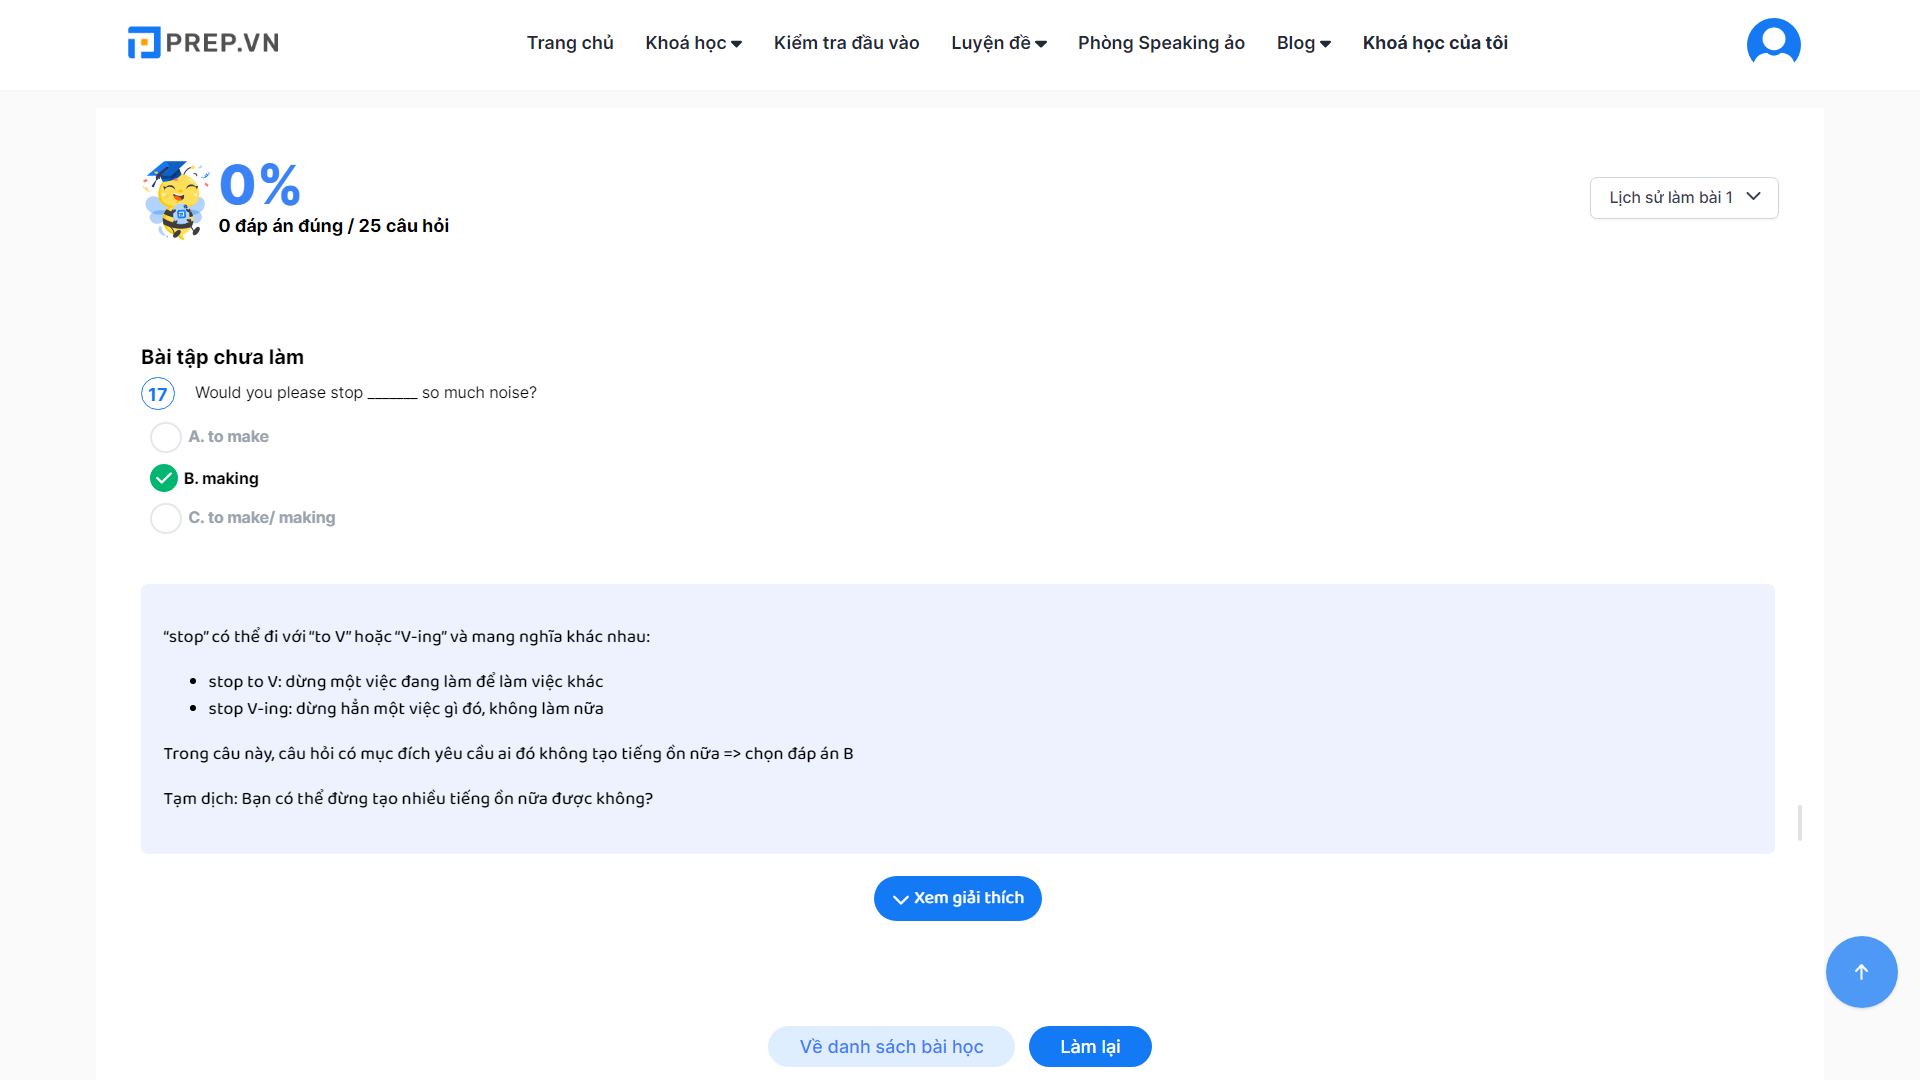 PREP.VN
Trang chủ Khoá học Kiểm tra đầu vào Luyện đề Phòng Speaking ảo Blog Khoá học của tôi
0%
0 đáp án đúng / 25 câu hỏi
Lịch sử làm bài 1
Bài tập chưa làm
17 Would you please stop _______ so much noise?
A. to make
B. making
C. to make/ making
“stop” có thể đi với “to V” hoặc “V-ing” và mang nghĩa khác nhau:
• stop to V: dừng một việc đang làm để làm việc khác
• stop V-ing: dừng hẳn một việc gì đó, không làm nữa
Trong câu này, câu hỏi có mục đích yêu cầu ai đó không tạo tiếng ồn nữa => chọn đáp án B
Tạm dịch: Bạn có thể đừng tạo nhiều tiếng ồn nữa được không?
Xem giải thích
Về danh sách bài học Làm lại